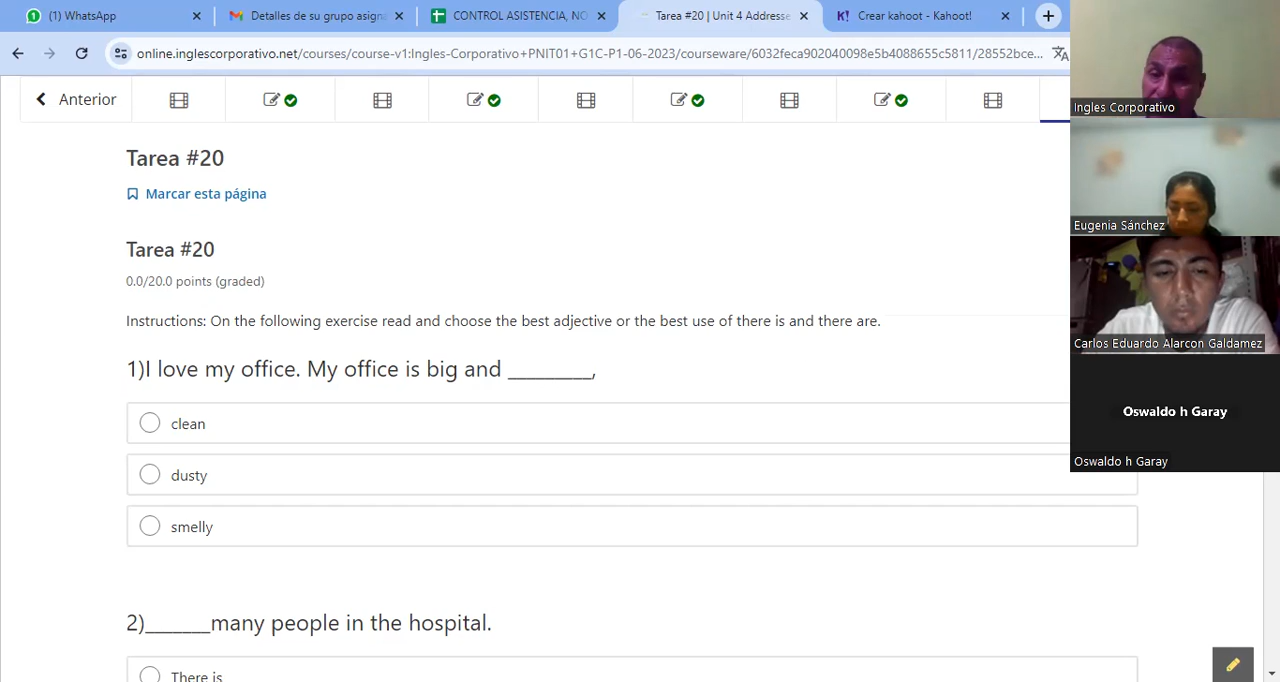 (1) WhatsApp
Detalles de su grupo asigna
CONTROL ASISTENCIA, NO
Tarea #20 | Unit 4 Addresse
K! Crear kahoot - Kahoot!
online.inglescorporativo.net/courses/course-v1:Ingles-Corativo+PNIT01+G1C-P1-06-2023/courseware/6032feca902040098e5b4088655c5811/28552bce...
Anterior
Tarea #20
Marcar esta página
Tarea #20
0.0/20.0 points (graded)
Instructions: On the following exercise read and choose the best adjective or the best use of there is and there are.
1)I love my office. My office is big and ________,
clean
dusty
smelly
2)______many people in the hospital.
There is
Ingles Corporativo
Eugenia Sánchez
Carlos Eduardo Alarcon Galdamez
Oswaldo h Garay
Oswaldo h Garay